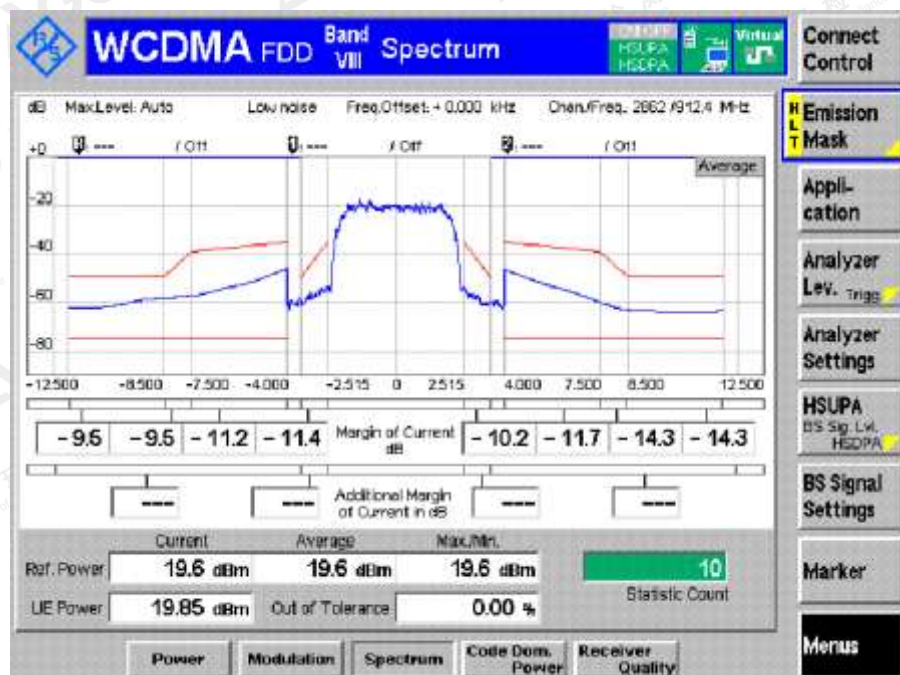 WCDMA FDD Band VIII Spectrum
HSUPA
HSDPA
Virtual
Connect Control
dB Max.Level: Auto Low noise Freq.Offset: + 0.000 kHz Chan./Freq. 2862 /912.4 MHz
+0 --- / Off 1: --- / Off 2: --- / Off
Average
-20
-40
-60
-80
-12.500 -8.500 -7.500 -4.000 -2.515 0 2.515 4.000 7.500 8.500 12.500
- 9.5 - 9.5 - 11.2 - 11.4 Margin of Current dB - 10.2 - 11.7 - 14.3 - 14.3
--- --- Additional Margin of Current in dB --- ---
Current Average Max./Min.
Ref. Power 19.6 dBm 19.6 dBm 19.6 dBm 10
UE Power 19.85 dBm Out of Tolerance 0.00 % Statistic Count
Power Modulation Spectrum Code Dom. Power Receiver Quality
H L T Emission Mask
Appli- cation
Analyzer Lev. Trigg
Analyzer Settings
HSUPA
BS Sig. Lvl.
HSDPA
BS Signal Settings
Marker
Menus